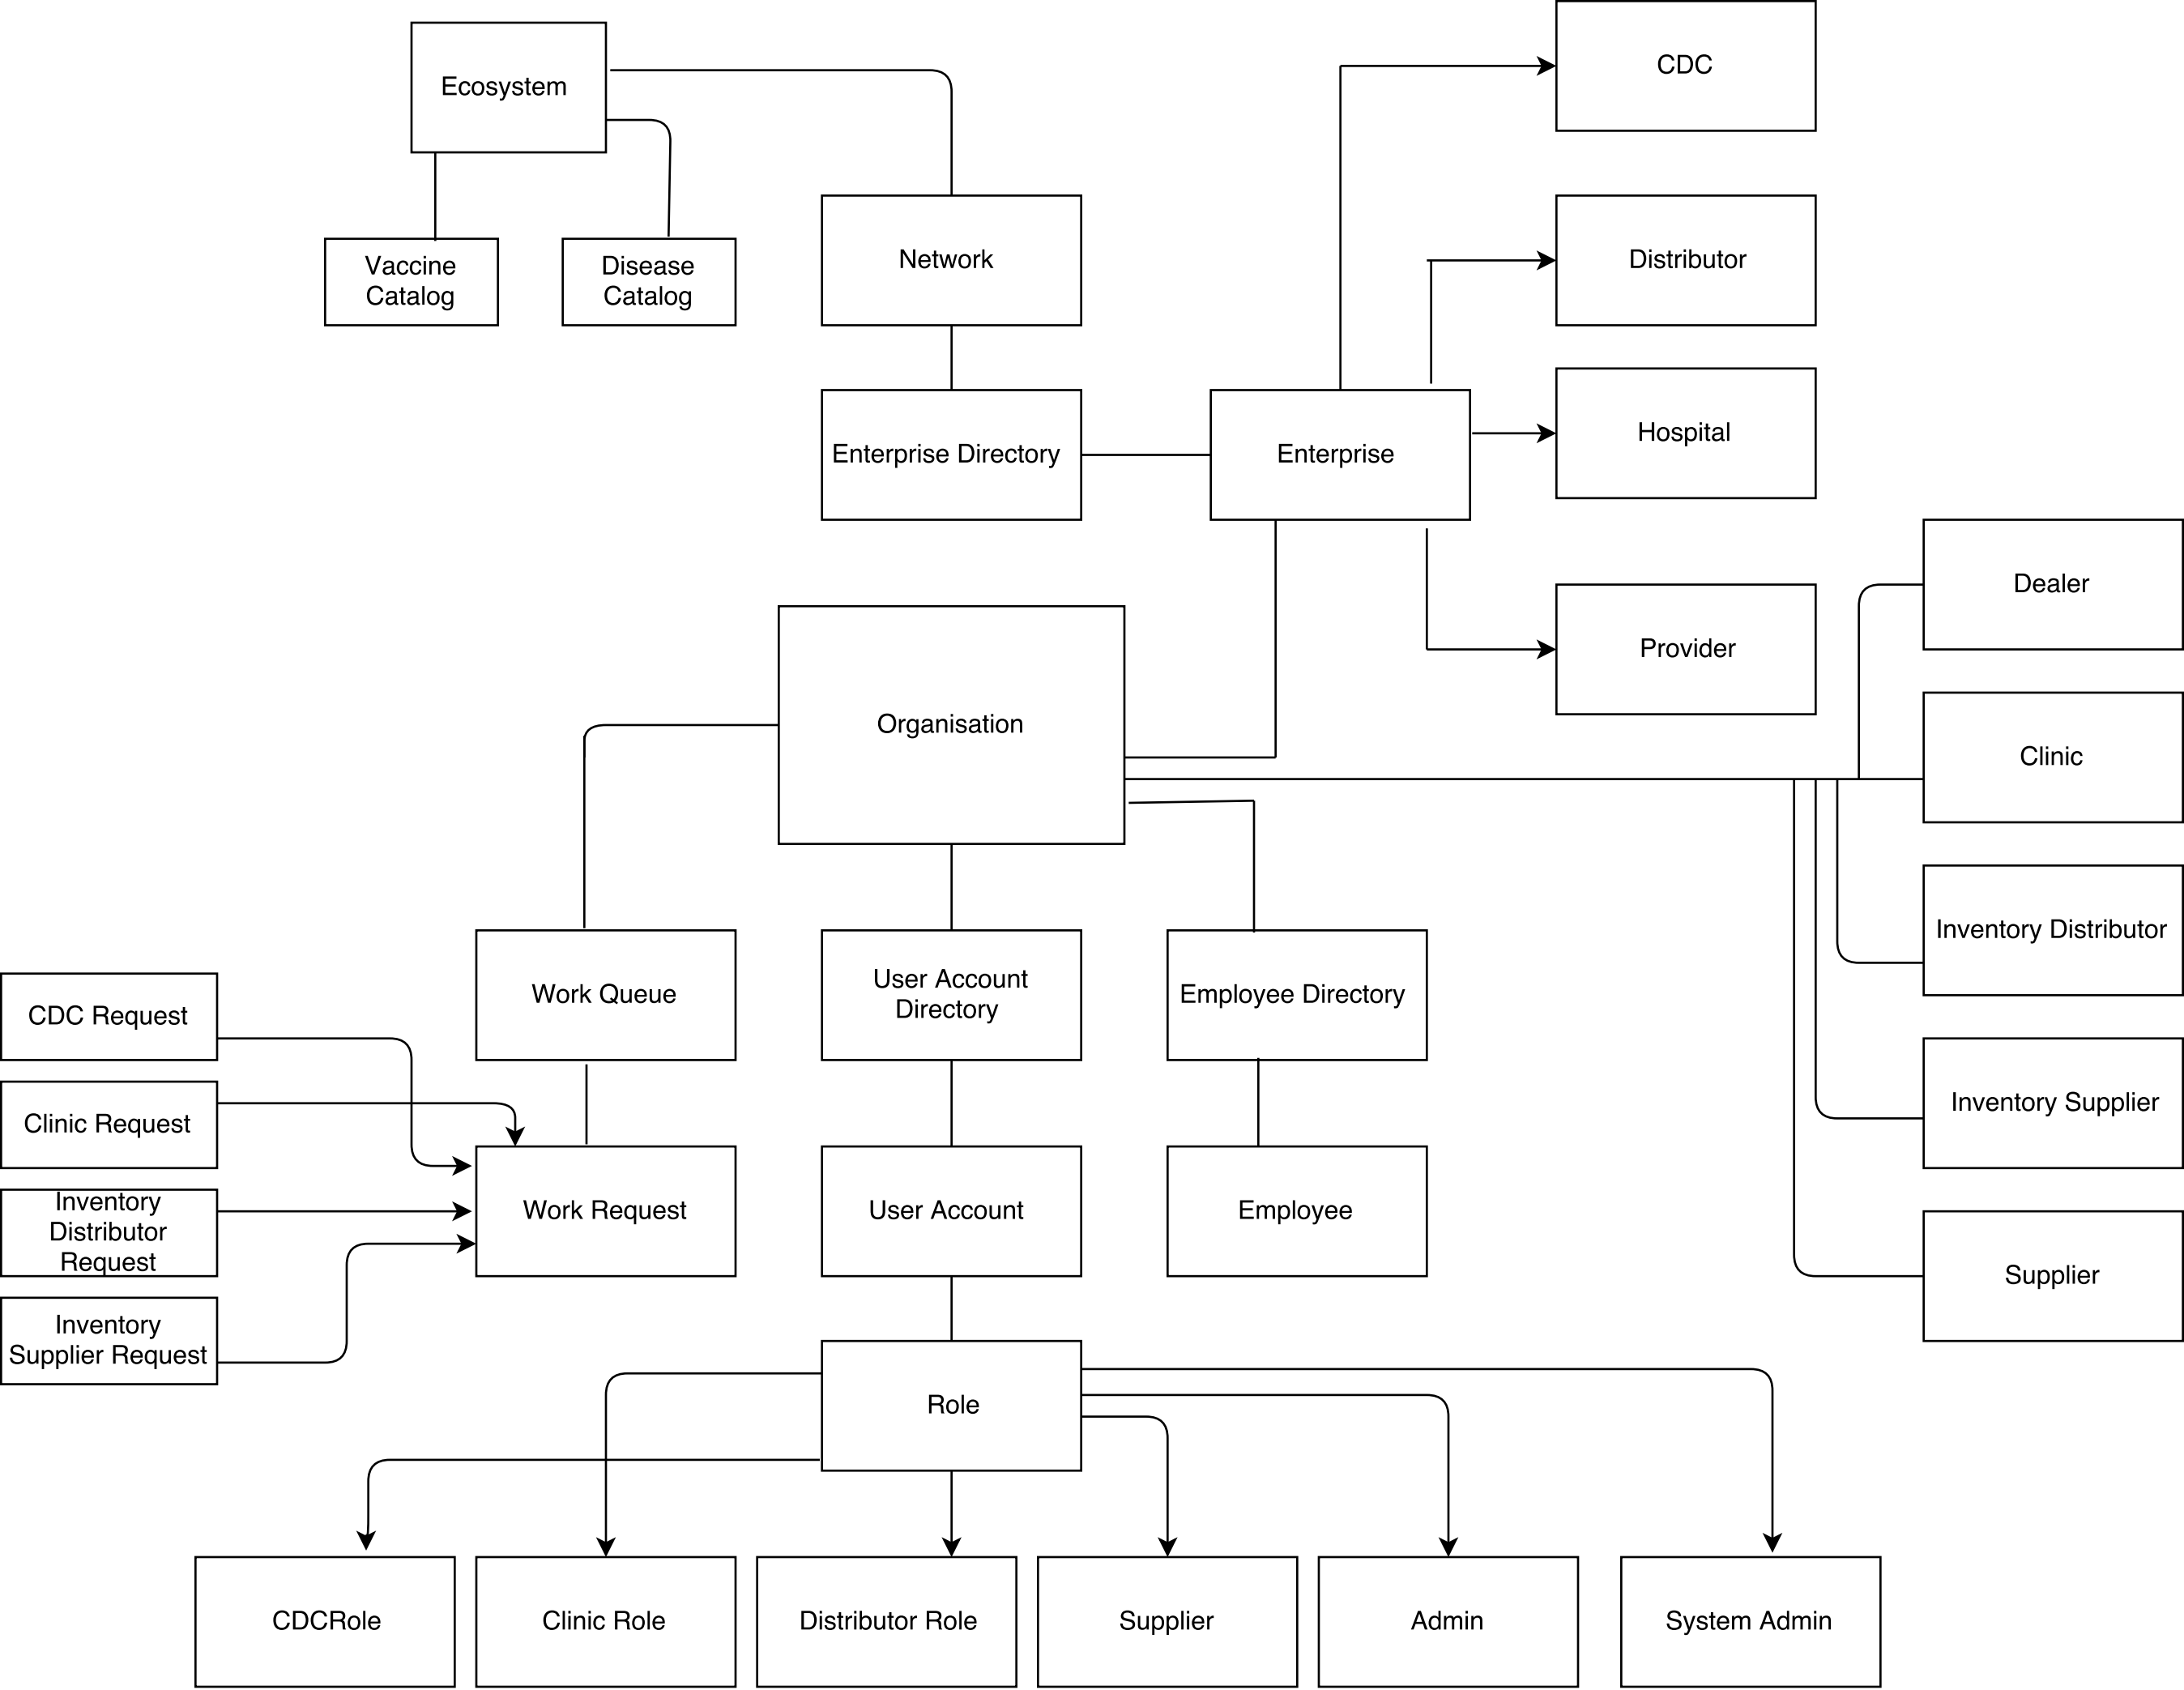 CDC
Ecosystem
Network
Distributor
Vaccine
Catalog
Disease
Catalog
Enterprise Directory
Enterprise
Hospital
Dealer
Provider
Organisation
Clinic
Inventory Distributor
Work Queue
User Account
Directory
Employee Directory
CDC Request
Clinic Request
Inventory Supplier
Inventory
Distributor
Request
Work Request
User Account
Employee
Supplier
Inventory
Supplier Request
Role
CDCRole
Clinic Role
Distributor Role
Supplier
Admin
System Admin